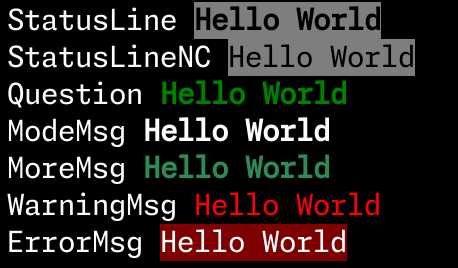 StatusLine Hello World
StatusLineNC Hello World
Question Hello World
ModeMsg Hello World
MoreMsg Hello World
WarningMsg Hello World
ErrorMsg Hello World